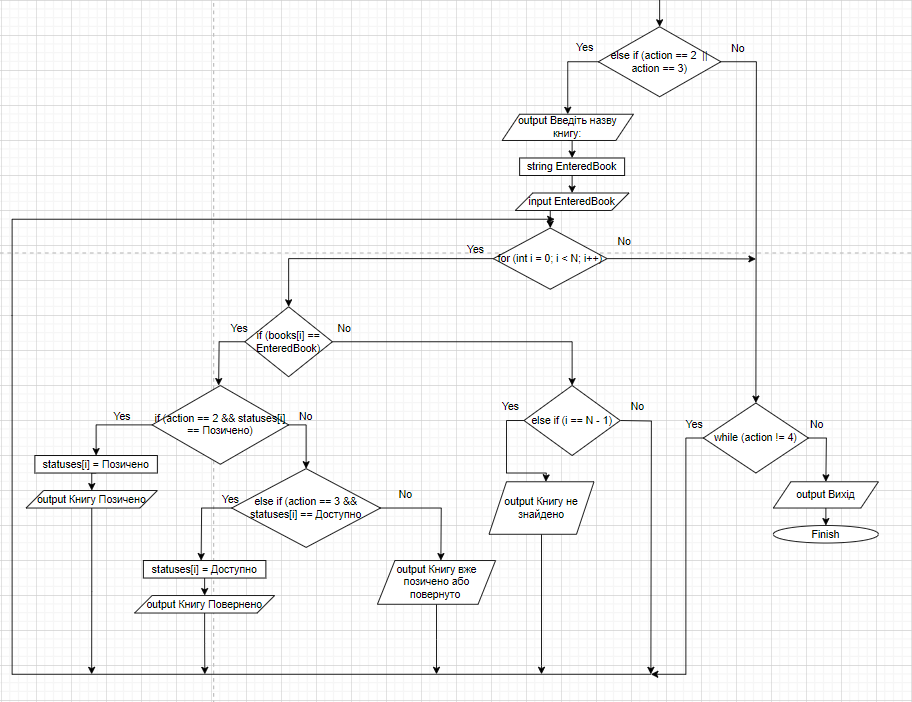 Yes
else if (action == 2 ||
action == 3)
No
output Введіть назву
книгу:
string EnteredBook
input EnteredBook
Yes
for (int i = 0; i < N; i++)
No
Yes
if (books[i] ==
EnteredBook)
No
Yes
if (action == 2 && statuses[i]
== Позичено)
No
Yes
else if (i == N - 1)
No
Yes
while (action != 4)
No
statuses[i] = Позичено
output Книгу Позичено
Yes
else if (action == 3 &&
statuses[i] == Доступно
No
output Книгу не
знайдено
output Вихід
Finish
statuses[i] = Доступно
output Книгу Повернено
output Книгу вже
позичено або
повернуто